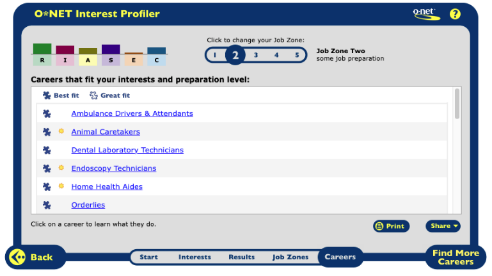 O*NET Interest Profiler
o*net
?
Click to change your Job Zone:
1 2 3 4 5
Job Zone Two
some job preparation
R I A S E C
Careers that fit your interests and preparation level:
Best fit Great fit
Ambulance Drivers & Attendants
Animal Caretakers
Dental Laboratory Technicians
Endoscopy Technicians
Home Health Aides
Orderlies
Click on a career to learn what they do.
Print
Share
Back
Start Interests Results Job Zones Careers
Find More
Careers